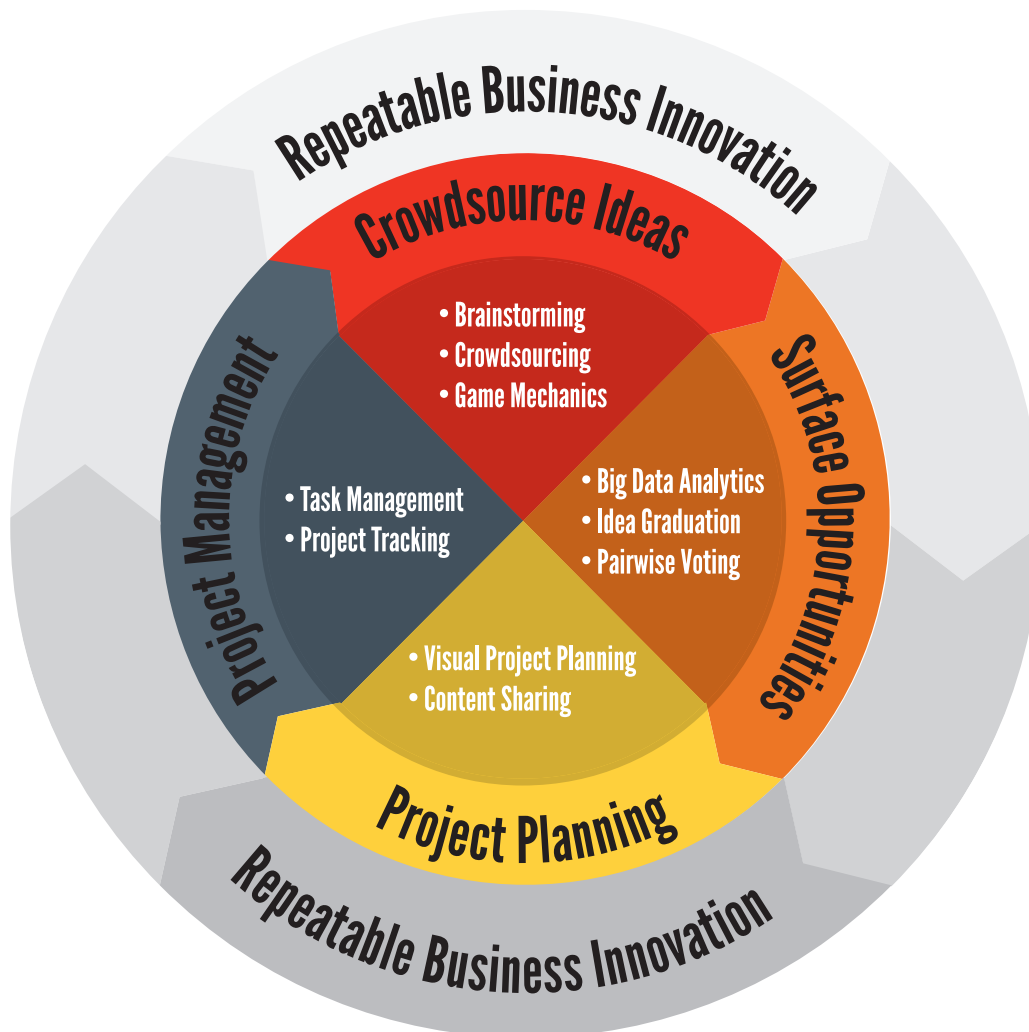 Repeatable Business Innovation
Crowdsource Ideas
• Brainstorming
• Crowdsourcing
• Game Mechanics
Surface Opportunities
• Big Data Analytics
• Idea Graduation
• Pairwise Voting
Project Planning
• Visual Project Planning
• Content Sharing
Project Management
• Task Management
• Project Tracking
Repeatable Business Innovation